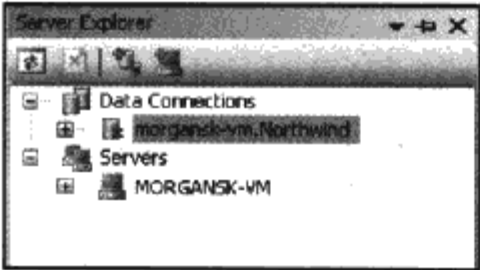 Server Explorer
Data Connections
morgansk-vm.Northwind
Servers
MORGANSK-VM